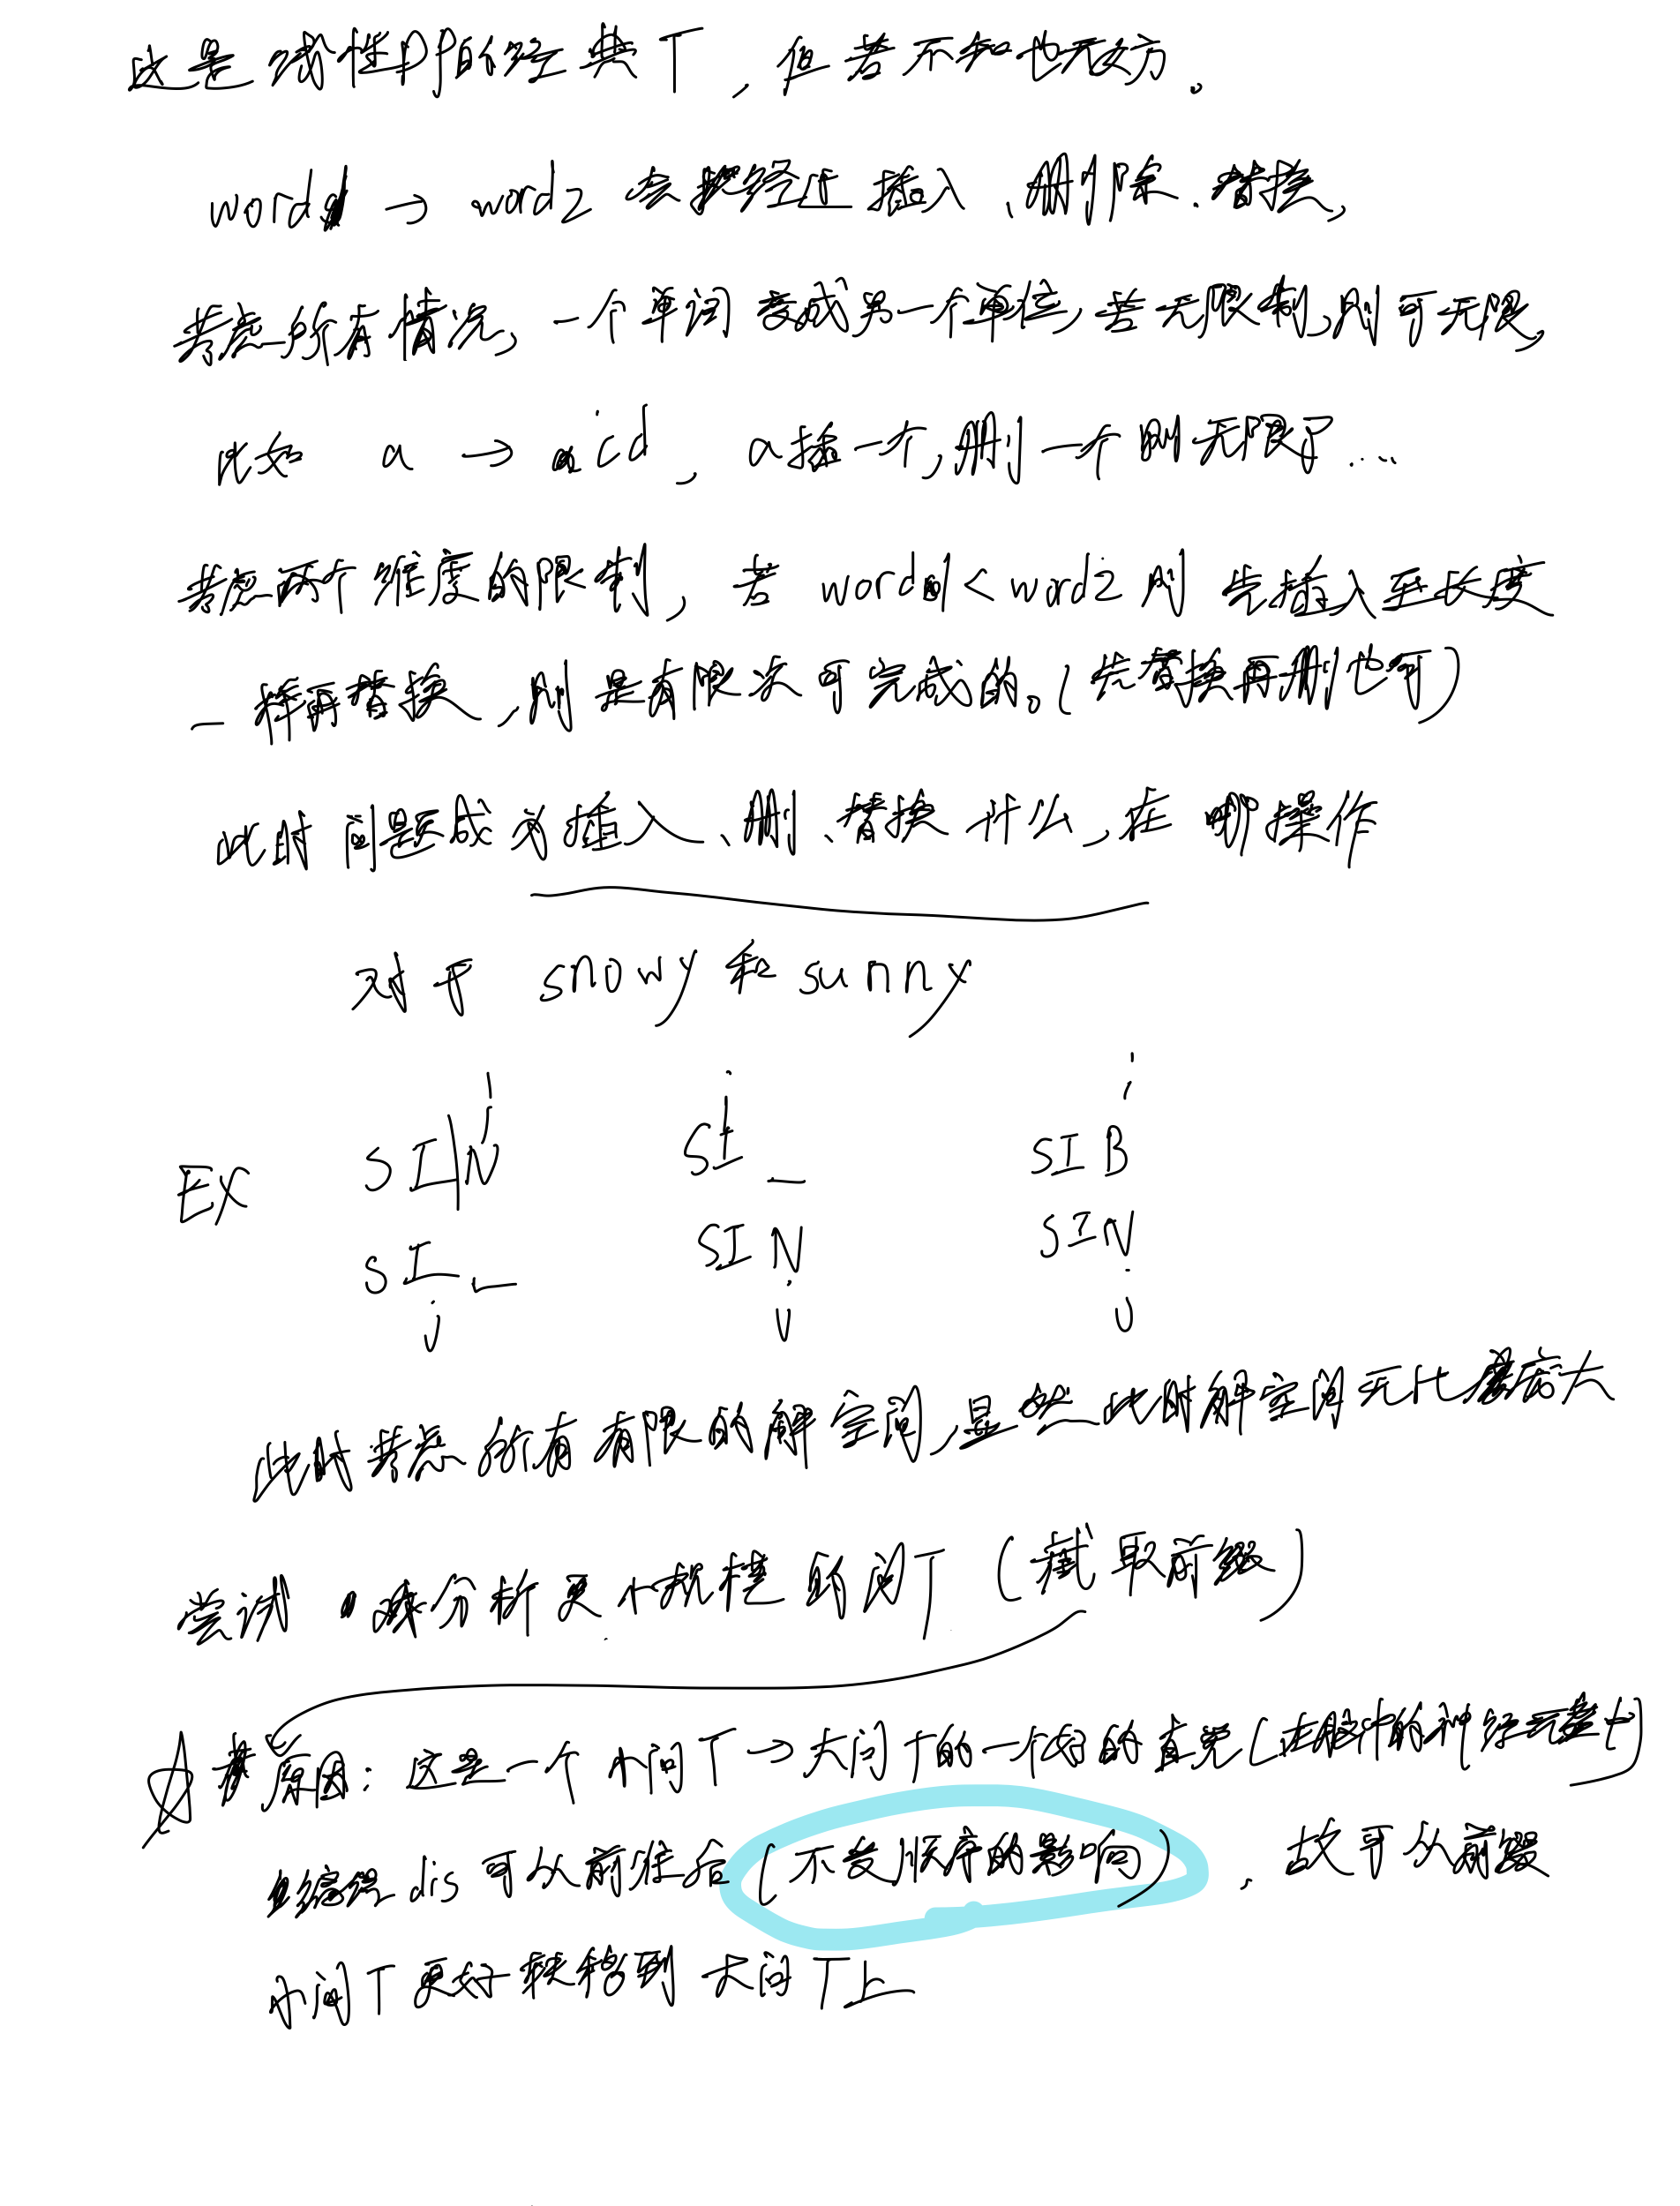 这是线性DP的经典T，但若不知也无妨。
word1 → word2 会经过插入、删除、替换，
考虑所有情况，一个单词变成另一个单位，若无限制，则可无限，
比如 a → cd，a插一个，删一个则无限了...
考虑两个维度的限制，若 word1 < word2 则先插入至长度
一样再替换，则是有限次可完成的。(先替换再删也可)
此时问题成为插入、删、替换什么，在哪操作
对于 snowy 和 sunny
i i i
EX SI|N SI_ SIB
SI_ SIN SIN
j j j
此时考虑所有有限的解空间，显然此时解空间无比庞大
尝试分析更小规模的问T (截取前缀)
原因：这是一个小问T→大问T的一个好的直觉(在脑中的神经元
编辑dis可从前往后(不受顺序的影响)，故可从前缀
小问T更好转移到大问T上